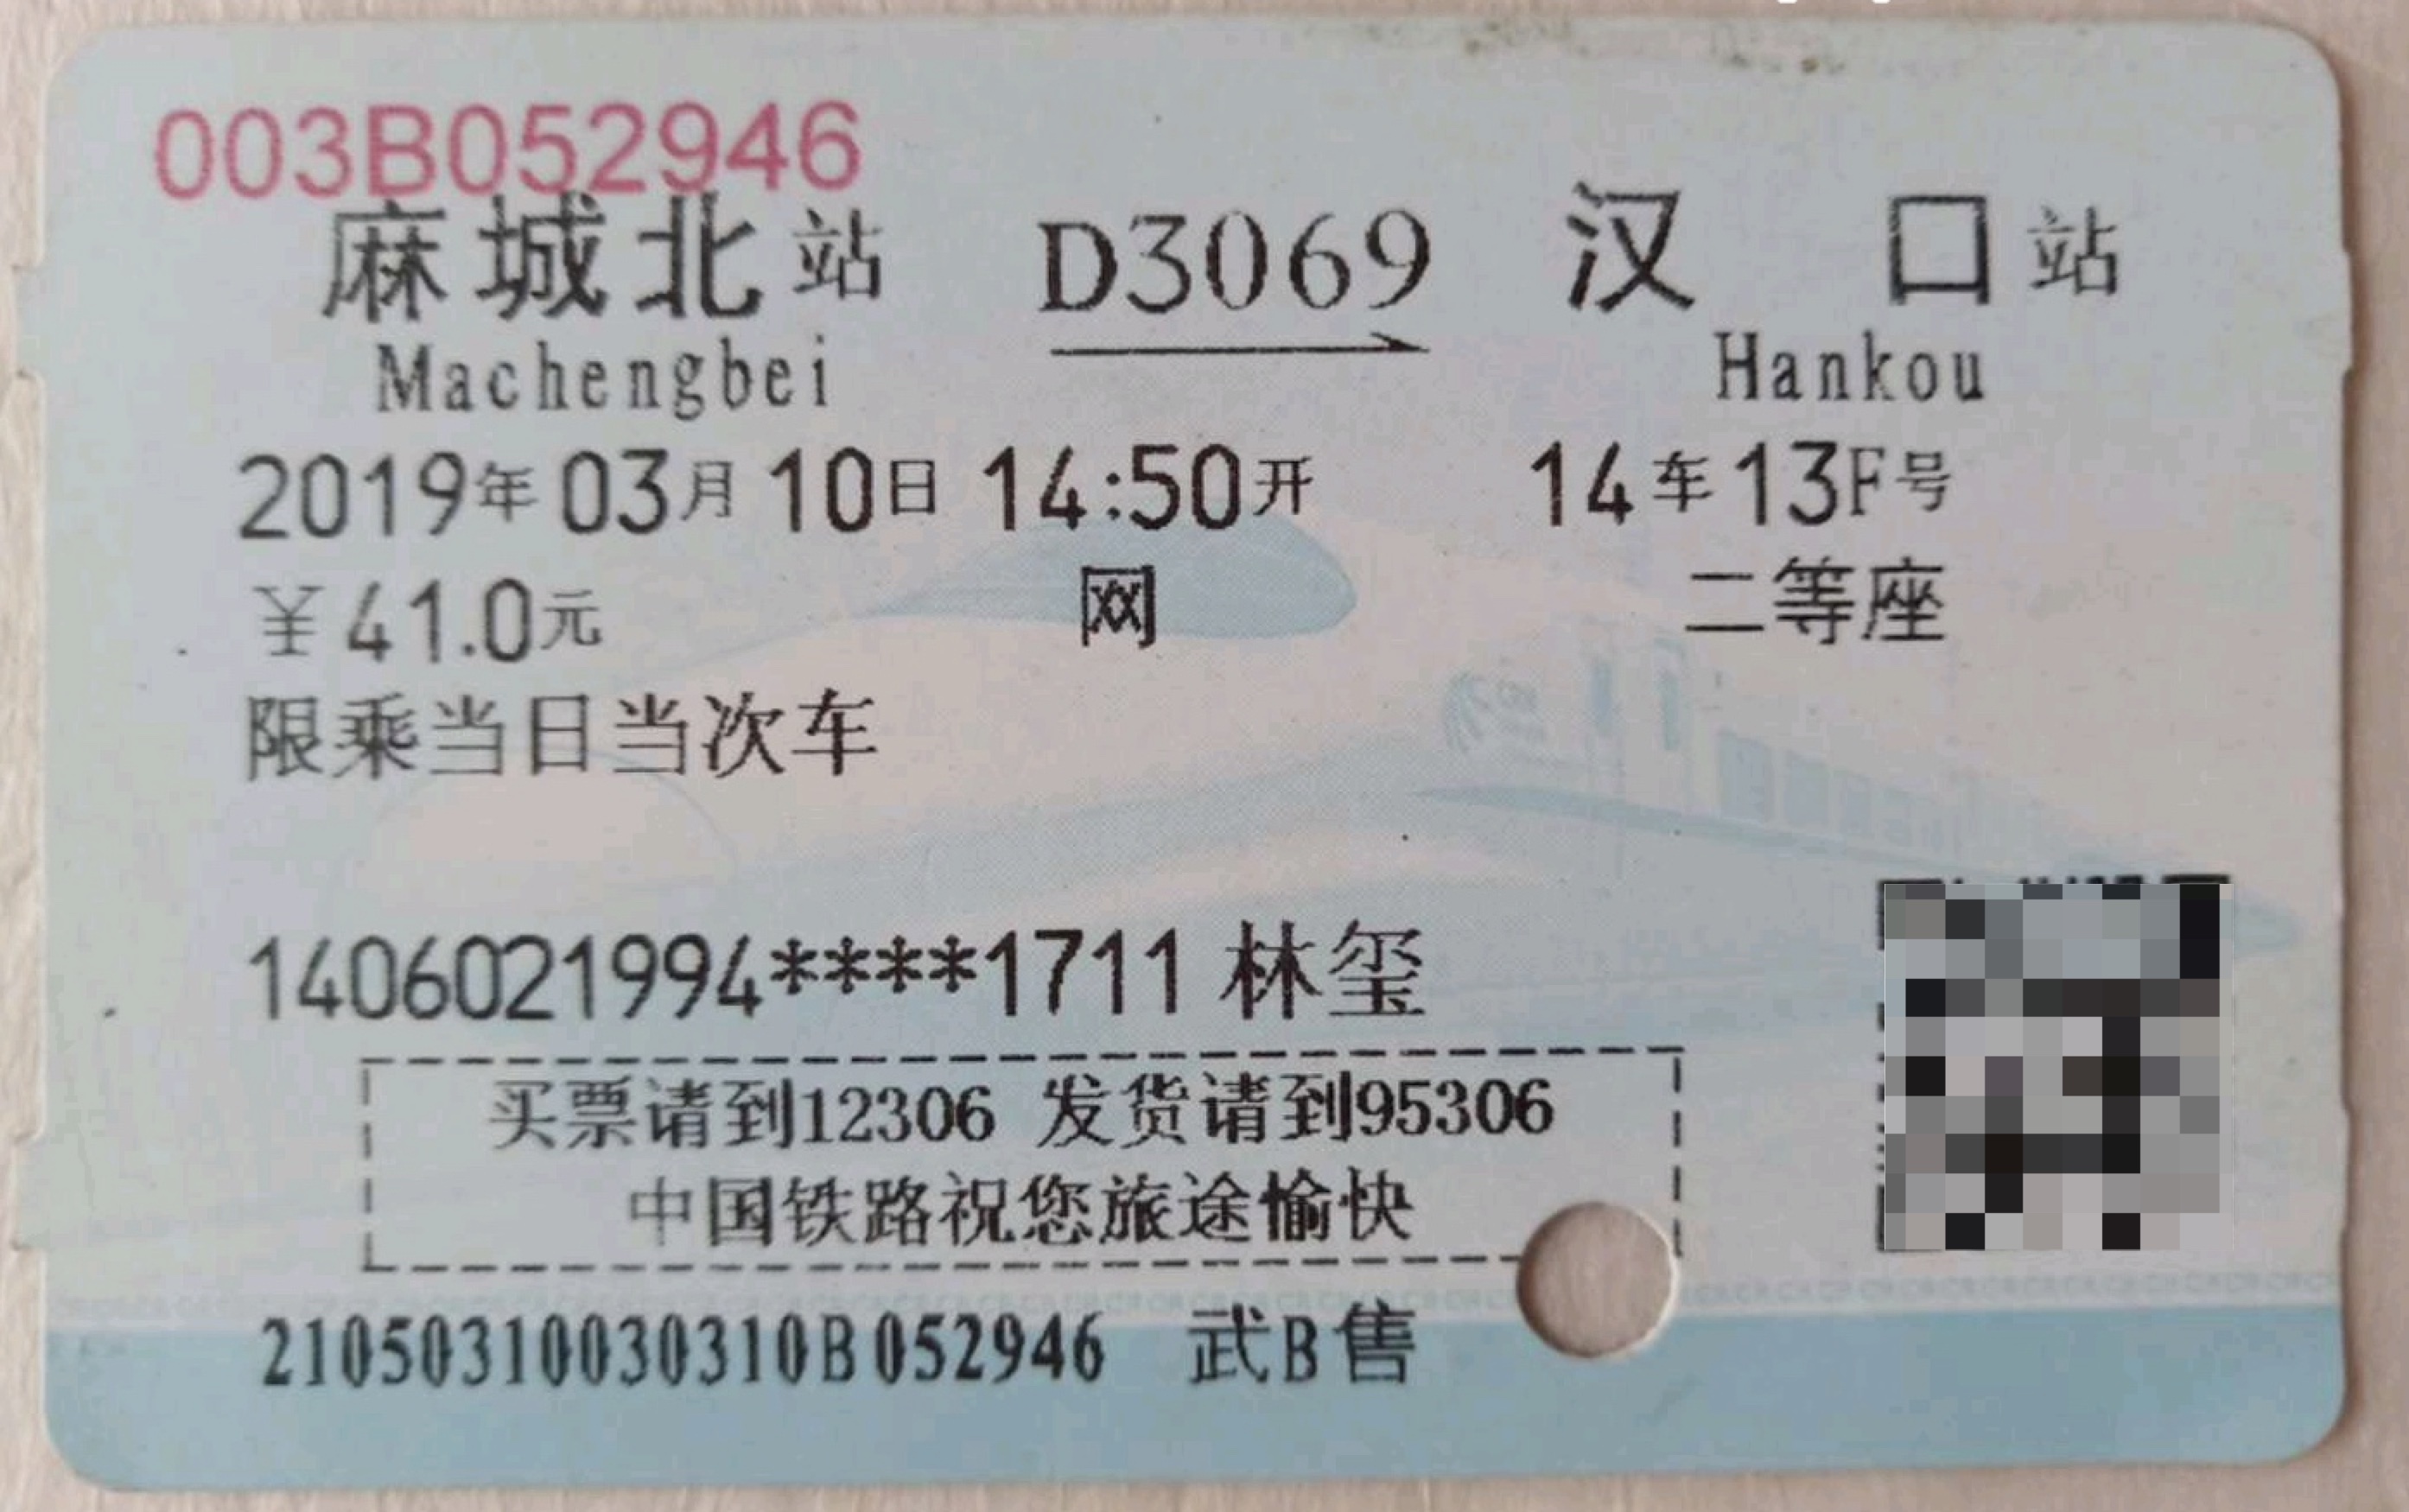 003B052946
麻城北站 D3069 汉口站
Machengbei Hankou
2019年03月10日 14:50开 14车13F号
¥41.0元 网 二等座
限乘当日当次车
1406021994****1711 林玺
买票请到12306 发货请到95306
中国铁路祝您旅途愉快
21050310030310B052946 武B售